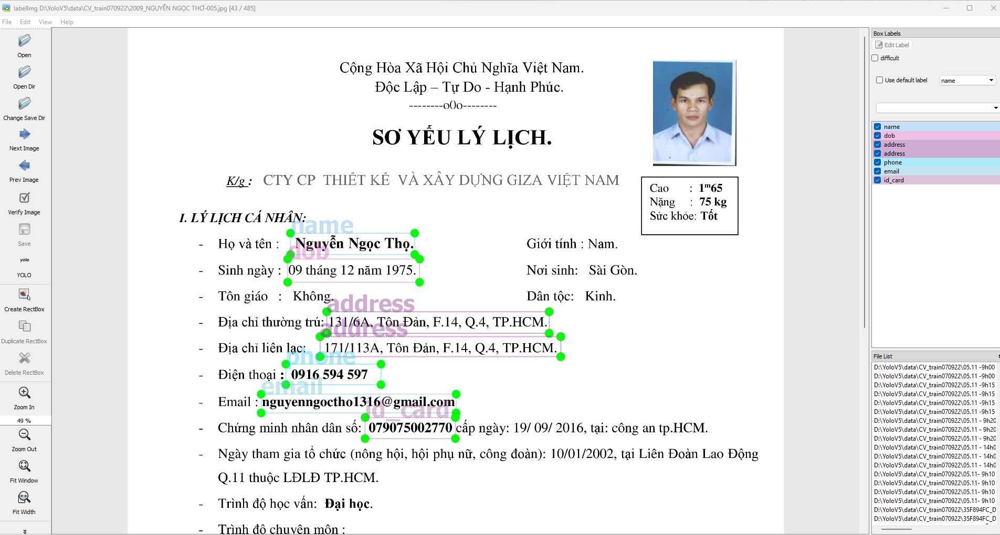 labelImg D:\YoloV5\data\CV_train070922\2009_NGUYỄN NGỌC THƠ-005.jpg [43 / 485]
File Edit View Help
Open
Open Dir
Change Save Dir
Next Image
Prev Image
Verify Image
Save
yolo
YOLO
Create RectBox
Duplicate RectBox
Delete RectBox
Zoom In
49 %
Zoom Out
Fit Window
Fit Width
Cộng Hòa Xã Hội Chủ Nghĩa Việt Nam.
Độc Lập – Tự Do - Hạnh Phúc.
--------o0o--------
SƠ YẾU LÝ LỊCH.
K/g : CTY CP THIẾT KẾ VÀ XÂY DỰNG GIZA VIỆT NAM
Cao : 1m65
Nặng : 75 kg
Sức khỏe: Tốt
I. LÝ LỊCH CÁ NHÂN:
name
- Họ và tên : Nguyễn Ngọc Thọ. Giới tính : Nam.
dob
- Sinh ngày : 09 tháng 12 năm 1975. Nơi sinh: Sài Gòn.
- Tôn giáo : Không. Dân tộc: Kinh.
address
- Địa chỉ thường trú: 131/6A, Tôn Đản, F.14, Q.4, TP.HCM.
address
- Địa chỉ liên lạc: 171/113A, Tôn Đản, F.14, Q.4, TP.HCM.
phone
- Điện thoại : 0916 594 597
email
- Email : nguyenngoctho1316@gmail.com
id_card
- Chứng minh nhân dân số: 079075002770 cấp ngày: 19/ 09/ 2016, tại: công an tp.HCM.
- Ngày tham gia tổ chức (nông hội, hội phụ nữ, công đoàn): 10/01/2002, tại Liên Đoàn Lao Động
Q.11 thuộc LĐLĐ TP.HCM.
- Trình độ học vấn: Đại học.
- Trình độ chuyên môn :
Box Labels
Edit Label
difficult
Use default label name
name
dob
address
address
phone
email
id_card
File List
D:\YoloV5\data\CV_train070922\05.11 -9h00
D:\YoloV5\data\CV_train070922\05.11 -9h00
D:\YoloV5\data\CV_train070922\05.11 -9h15
D:\YoloV5\data\CV_train070922\05.11 -9h15
D:\YoloV5\data\CV_train070922\05.11 -9h15
D:\YoloV5\data\CV_train070922\05.11 -9h15
D:\YoloV5\data\CV_train070922\05.11 - 9h20
D:\YoloV5\data\CV_train070922\05.11 - 9h20
D:\YoloV5\data\CV_train070922\05.11 - 9h20
D:\YoloV5\data\CV_train070922\05.11 - 14h0
D:\YoloV5\data\CV_train070922\05.11 - 14h0
D:\YoloV5\data\CV_train070922\05.11 - 14h0
D:\YoloV5\data\CV_train070922\05.11- 9h10
D:\YoloV5\data\CV_train070922\05.11- 9h10
D:\YoloV5\data\CV_train070922\05.11- 9h10
D:\YoloV5\data\CV_train070922\05.11- 9h10
D:\YoloV5\data\CV_train070922\35F894FC_D
D:\YoloV5\data\CV_train070922\35F894FC_D